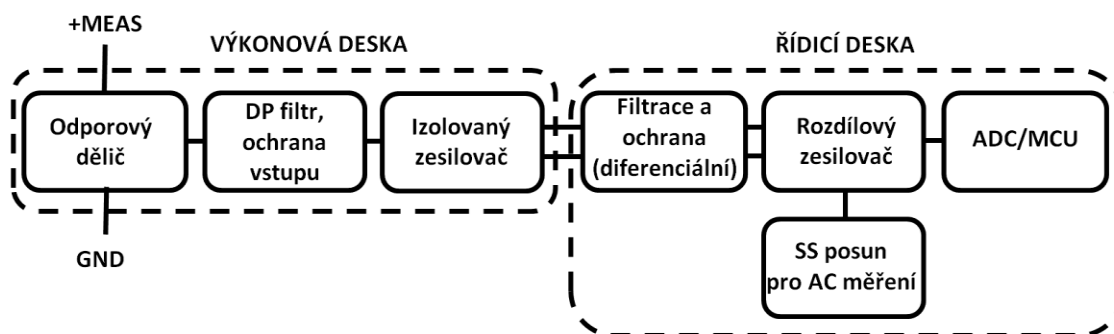 +MEAS
VÝKONOVÁ DESKA
ŘÍDICÍ DESKA
Odporový
dělič
DP filtr,
ochrana
vstupu
Izolovaný
zesilovač
Filtrace a
ochrana
(diferenciální)
Rozdílový
zesilovač
ADC/MCU
GND
SS posun
pro AC měření